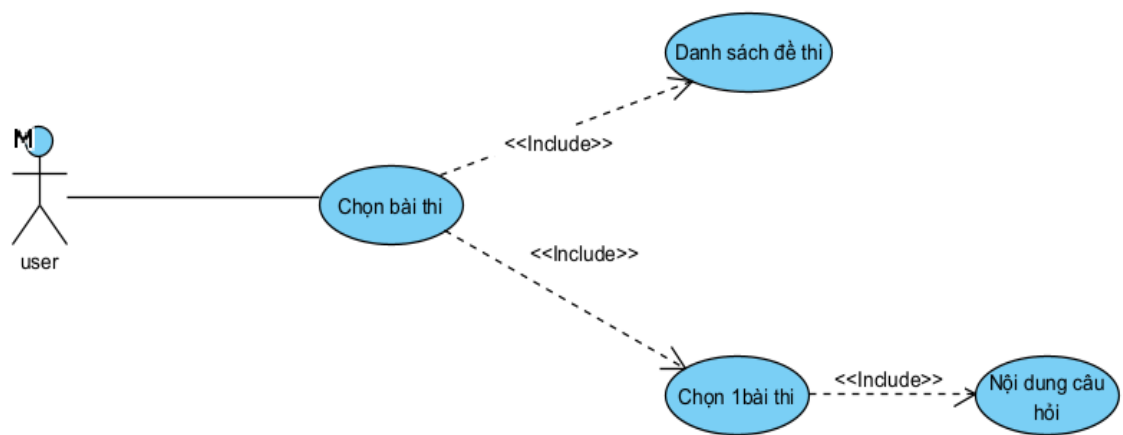 Danh sách đề thi
<<Include>>
M
Chọn bài thi
user
<<Include>>
Chọn 1bài thi
<<Include>>
Nội dung câu
hỏi